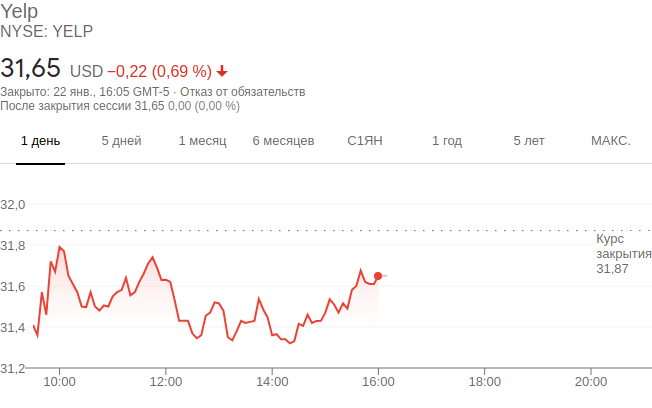 Yelp
NYSE: YELP
31,65 USD −0,22 (0,69 %)
Закрыто: 22 янв., 16:05 GMT-5 · Отказ от обязательств
После закрытия сессии 31,65 0,00 (0,00 %)
1 день 5 дней 1 месяц 6 месяцев С1ЯН 1 год 5 лет МАКС.
32,0
31,8
31,6
31,4
31,2
Курс
закрытия
31,87
10:00 12:00 14:00 16:00 18:00 20:00